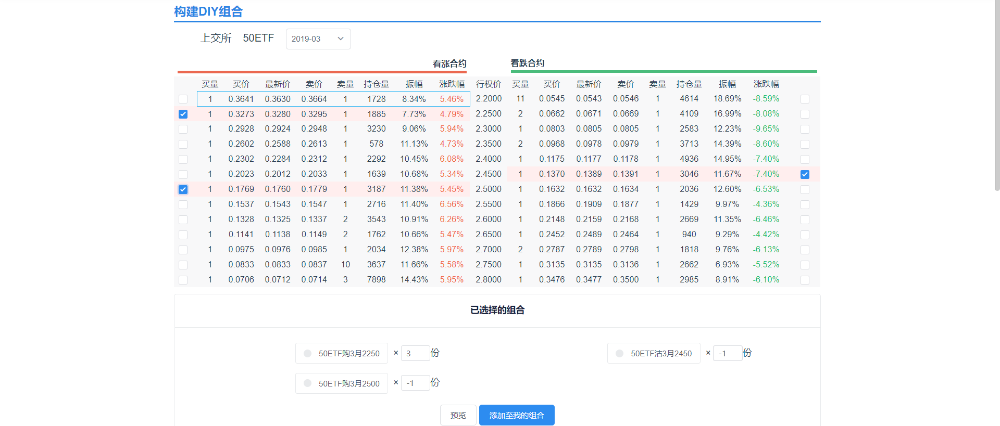 构建DIY组合
上交所 50ETF 2019-03
看涨合约 看跌合约
买量 买价 最新价 卖价 卖量 持仓量 振幅 涨跌幅 行权价 买量 买价 最新价 卖价 卖量 持仓量 振幅 涨跌幅
1 0.3641 0.3630 0.3664 1 1728 8.34% 5.46% 2.2000 11 0.0545 0.0543 0.0546 1 4614 18.69% -8.59%
1 0.3273 0.3280 0.3295 1 1885 7.73% 4.79% 2.2500 2 0.0662 0.0671 0.0669 1 4109 16.99% -8.08%
1 0.2928 0.2924 0.2948 1 3230 9.06% 5.94% 2.3000 1 0.0803 0.0805 0.0805 1 2583 12.23% -9.65%
1 0.2602 0.2588 0.2613 1 578 11.13% 4.73% 2.3500 2 0.0968 0.0978 0.0979 1 3713 14.39% -8.60%
1 0.2302 0.2284 0.2312 1 2292 10.45% 6.08% 2.4000 1 0.1175 0.1177 0.1178 1 4936 14.95% -7.40%
1 0.2023 0.2012 0.2033 1 1639 10.68% 5.34% 2.4500 1 0.1370 0.1389 0.1391 1 3046 11.67% -7.40%
1 0.1769 0.1760 0.1779 1 3187 11.38% 5.45% 2.5000 1 0.1632 0.1632 0.1634 1 2036 12.60% -6.53%
1 0.1537 0.1543 0.1547 1 2716 11.40% 6.56% 2.5500 1 0.1866 0.1909 0.1877 1 1429 9.97% -4.36%
1 0.1328 0.1325 0.1337 2 3543 10.91% 6.26% 2.6000 1 0.2148 0.2159 0.2168 1 2669 11.35% -6.46%
1 0.1141 0.1138 0.1149 2 1762 10.66% 5.47% 2.6500 1 0.2452 0.2489 0.2464 1 940 9.29% -4.42%
1 0.0975 0.0976 0.0985 1 2034 12.38% 5.97% 2.7000 2 0.2787 0.2789 0.2798 1 1818 9.76% -6.13%
1 0.0833 0.0833 0.0837 10 3637 11.66% 5.58% 2.7500 1 0.3135 0.3135 0.3136 1 2662 6.93% -5.52%
1 0.0706 0.0712 0.0714 3 7898 14.43% 5.95% 2.8000 1 0.3476 0.3477 0.3500 1 2985 8.91% -6.10%
已选择的组合
50ETF购3月2250 × 3 份 50ETF沽3月2450 × -1 份
50ETF购3月2500 × -1 份
预览 添加至我的组合